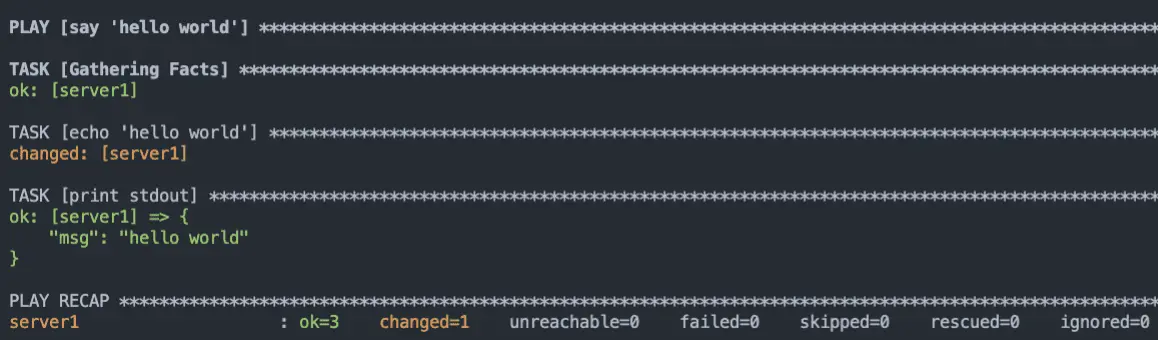 PLAY [say 'hello world'] ******************************************************************************************
TASK [Gathering Facts] ********************************************************************************************
ok: [server1]
TASK [echo 'hello world'] *****************************************************************************************
changed: [server1]
TASK [print stdout] ***********************************************************************************************
ok: [server1] => {
    "msg": "hello world"
}
PLAY RECAP ********************************************************************************************************
server1                    : ok=3    changed=1    unreachable=0    failed=0    skipped=0    rescued=0    ignored=0